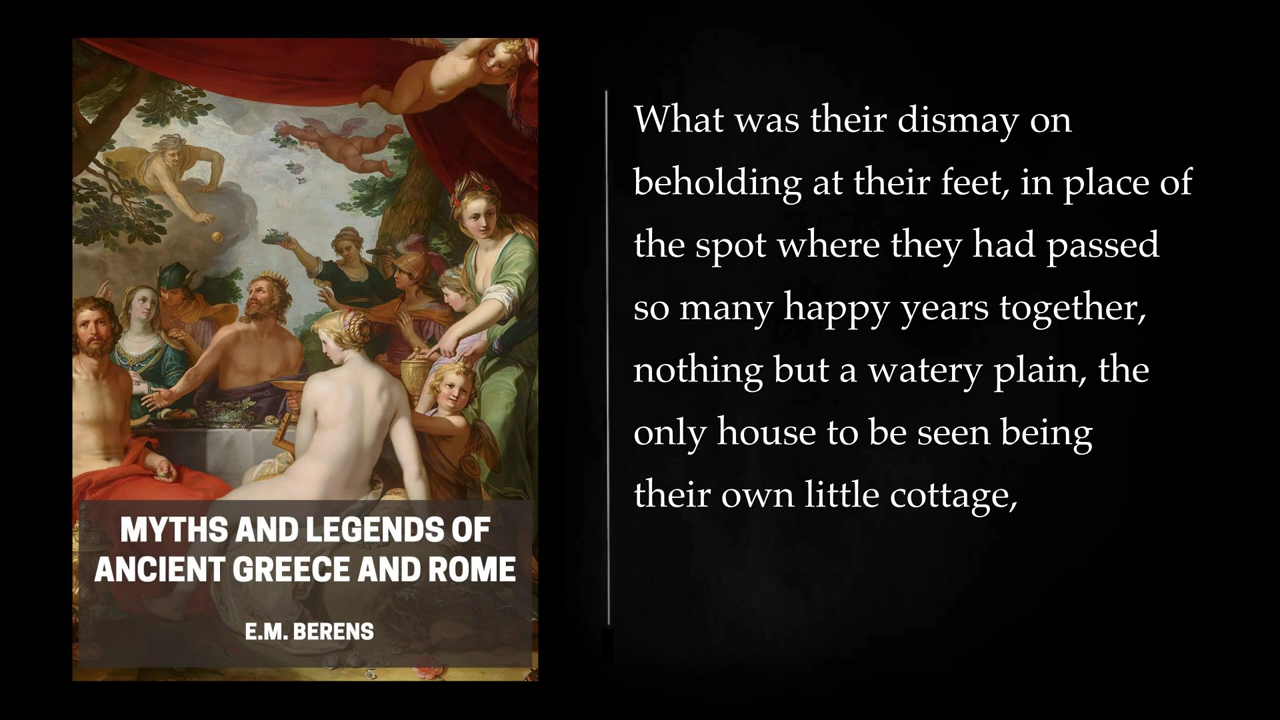 MYTHS AND LEGENDS OF
ANCIENT GREECE AND ROME
E.M. BERENS
What was their dismay on
beholding at their feet, in place of
the spot where they had passed
so many happy years together,
nothing but a watery plain, the
only house to be seen being
their own little cottage,